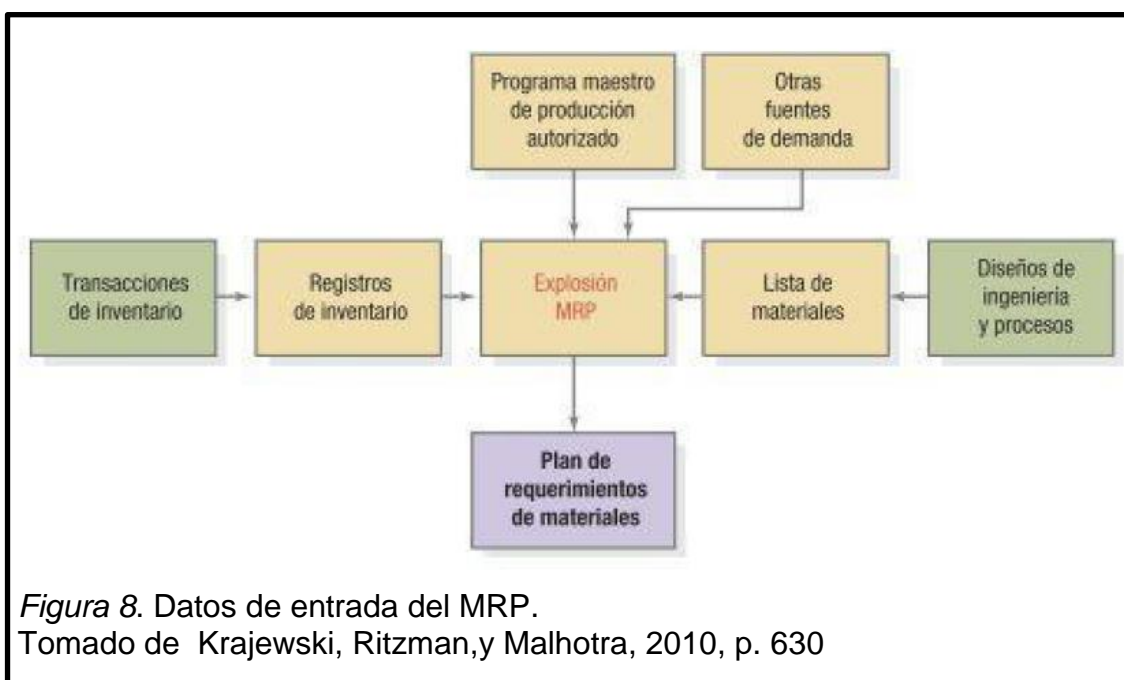 Programa maestro
de producción
autorizado
Otras
fuentes
de demanda
Transacciones
de inventario
Registros
de inventario
Explosión
MRP
Lista de
materiales
Diseños de
ingeniería
y procesos
Plan de
requerimientos
de materiales
Figura 8. Datos de entrada del MRP.
Tomado de Krajewski, Ritzman,y Malhotra, 2010, p. 630